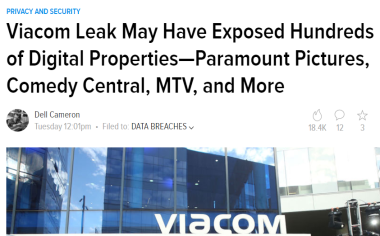 PRIVACY AND SECURITY
Viacom Leak May Have Exposed Hundreds
of Digital Properties—Paramount Pictures,
Comedy Central, MTV, and More
Dell Cameron
Tuesday 12:01pm • Filed to: DATA BREACHES
18.4K 12 3
VIACOM